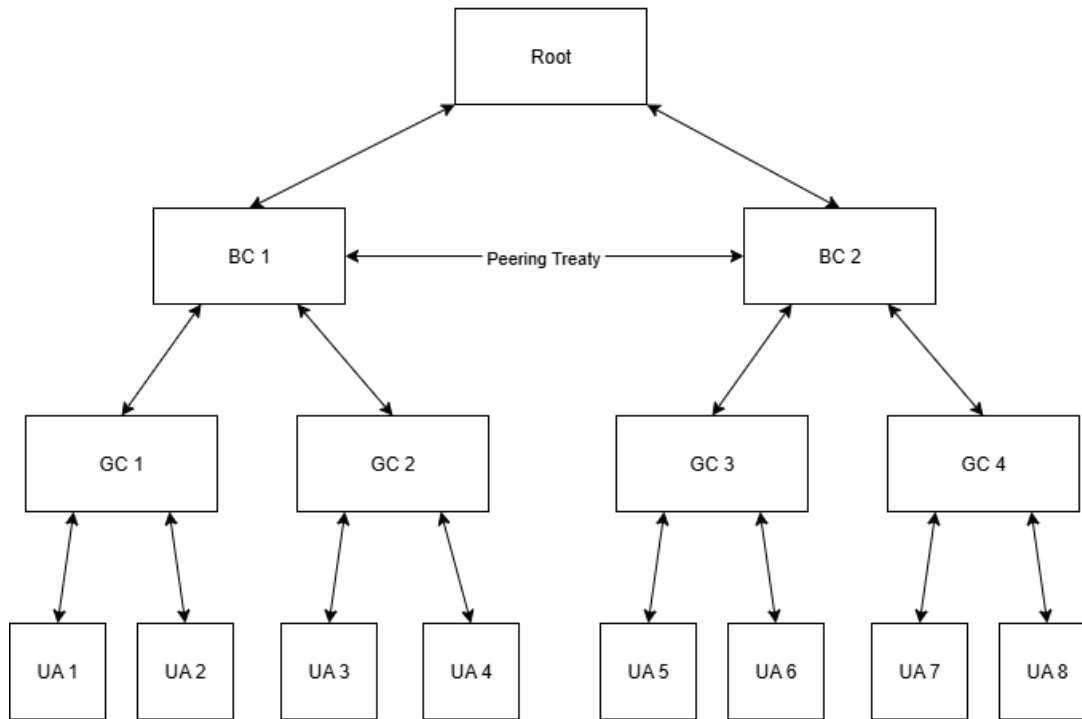 Root
BC 1
Peering Treaty
BC 2
GC 1
GC 2
GC 3
GC 4
UA 1
UA 2
UA 3
UA 4
UA 5
UA 6
UA 7
UA 8